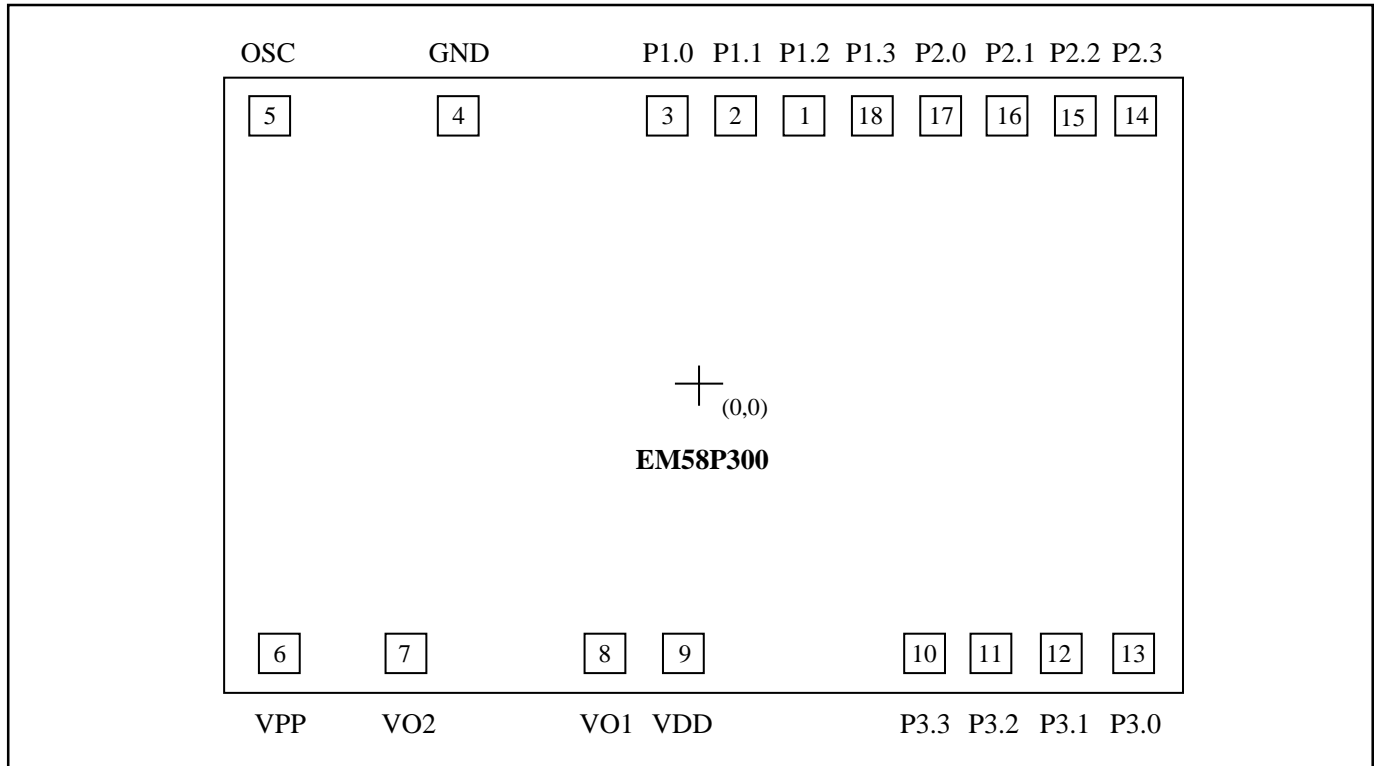 OSC GND P1.0 P1.1 P1.2 P1.3 P2.0 P2.1 P2.2 P2.3
5 4 3 2 1 18 17 16 15 14
(0,0)
EM58P300
6 7 8 9 10 11 12 13
VPP VO2 VO1 VDD P3.3 P3.2 P3.1 P3.0